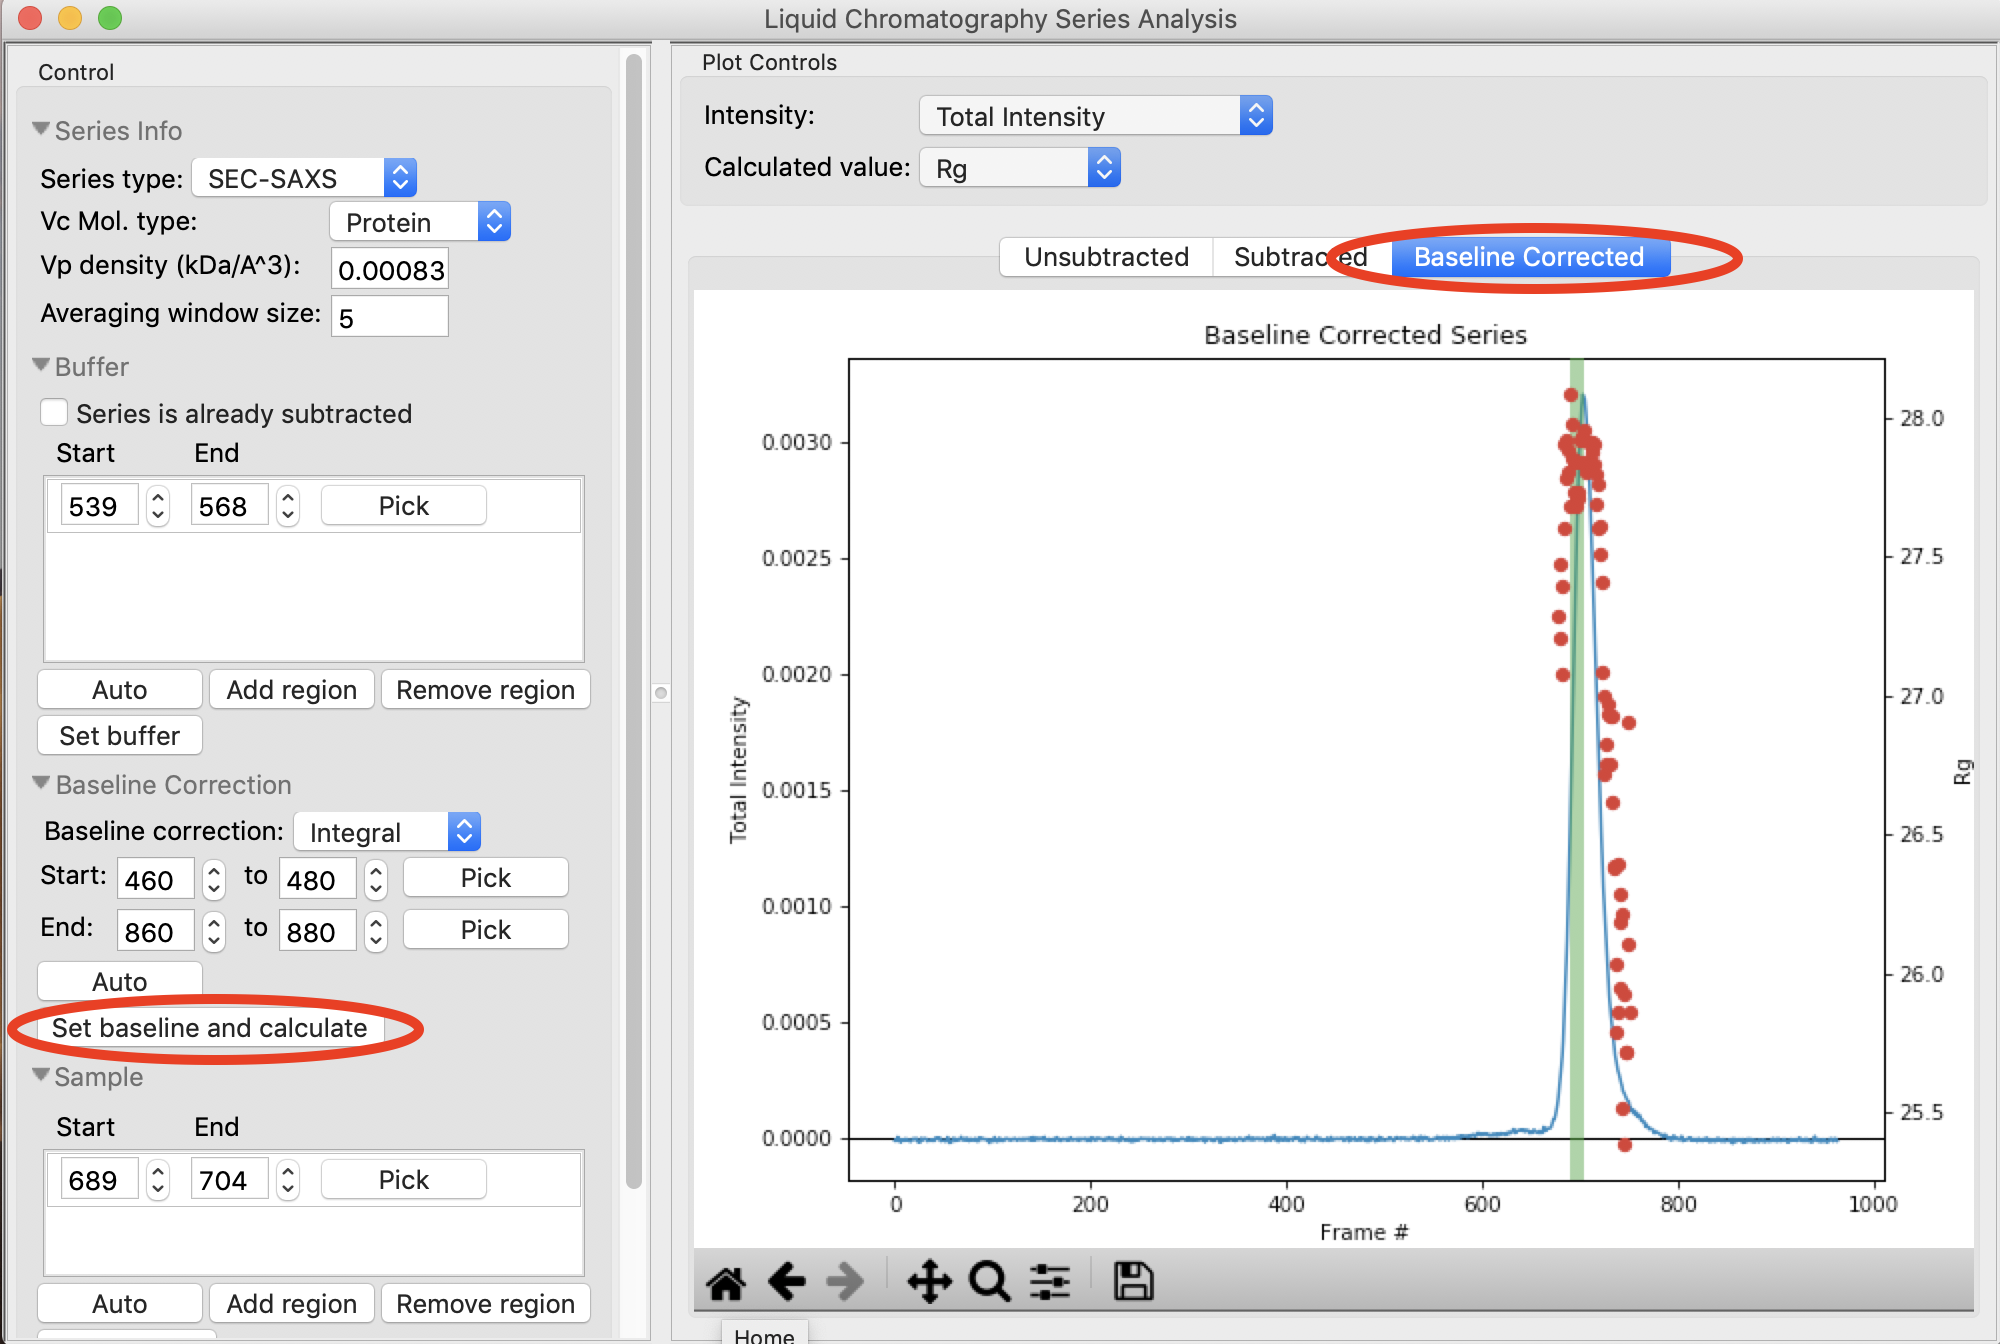 Liquid Chromatography Series Analysis
Control
Series Info
Series type: SEC-SAXS
Vc Mol. type: Protein
Vp density (kDa/A^3): 0.00083
Averaging window size: 5
Buffer
Series is already subtracted
Start End
539 568 Pick
Auto Add region Remove region
Set buffer
Baseline Correction
Baseline correction: Integral
Start: 460 to 480 Pick
End: 860 to 880 Pick
Auto
Set baseline and calculate
Sample
Start End
689 704 Pick
Auto Add region Remove region
Plot Controls
Intensity: Total Intensity
Calculated value: Rg
Unsubtracted Subtracted Baseline Corrected
Baseline Corrected Series
Total Intensity
0.0030
0.0025
0.0020
0.0015
0.0010
0.0005
0.0000
28.0
27.5
27.0
26.5
26.0
25.5
Rg
0 200 400 600 800 1000
Frame #
Home